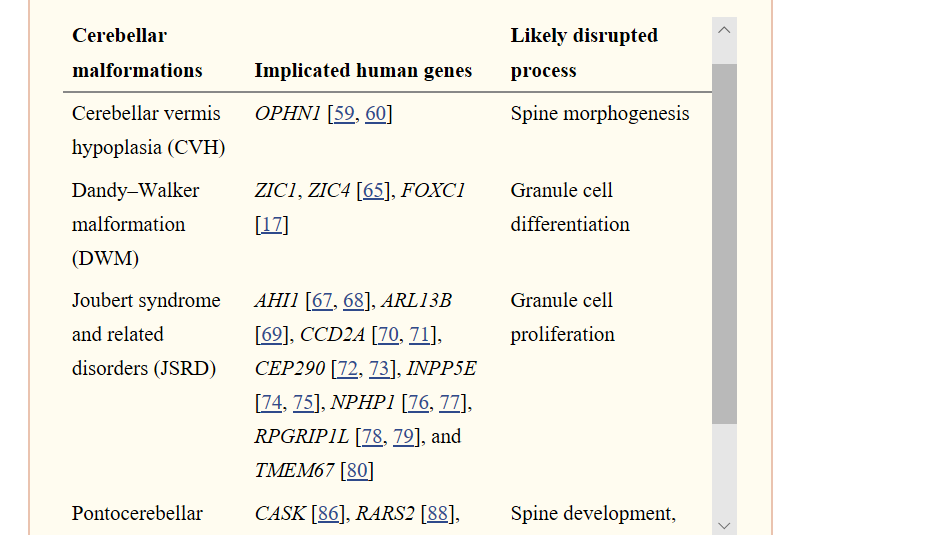 Cerebellar
malformations
Implicated human genes
Likely disrupted
process
Cerebellar vermis
hypoplasia (CVH)
OPHN1 [59, 60]
Spine morphogenesis
Dandy–Walker
malformation
(DWM)
ZIC1, ZIC4 [65], FOXC1
[17]
Granule cell
differentiation
Joubert syndrome
and related
disorders (JSRD)
AHI1 [67, 68], ARL13B
[69], CCD2A [70, 71],
CEP290 [72, 73], INPP5E
[74, 75], NPHP1 [76, 77],
RPGRIP1L [78, 79], and
TMEM67 [80]
Granule cell
proliferation
Pontocerebellar
CASK [86], RARS2 [88],
Spine development,